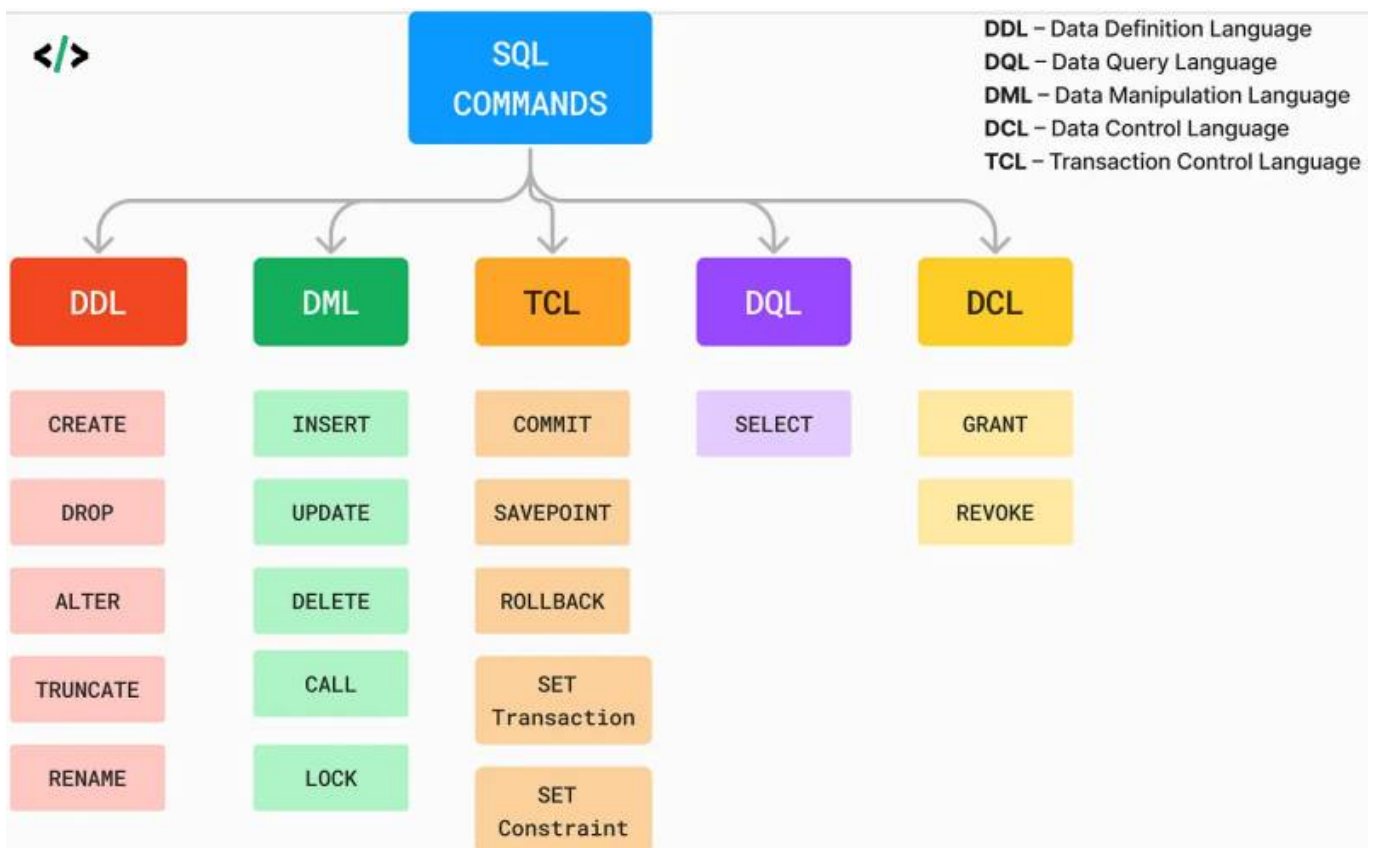 </>
SQL
COMMANDS
DDL – Data Definition Language
DQL – Data Query Language
DML – Data Manipulation Language
DCL – Data Control Language
TCL – Transaction Control Language
DDL
DML
TCL
DQL
DCL
CREATE
INSERT
COMMIT
SELECT
GRANT
DROP
UPDATE
SAVEPOINT
REVOKE
ALTER
DELETE
ROLLBACK
TRUNCATE
CALL
SET
Transaction
RENAME
LOCK
SET
Constraint